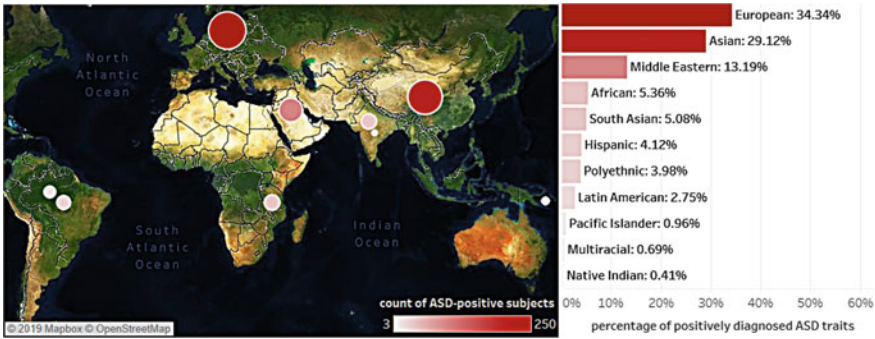 North
Atlantic
Ocean
South
Atlantic
Ocean
Indian
Ocean
count of ASD-positive subjects
3 250
© 2019 Mapbox © OpenStreetMap
European: 34.34%
Asian: 29.12%
Middle Eastern: 13.19%
African: 5.36%
South Asian: 5.08%
Hispanic: 4.12%
Polyethnic: 3.98%
Latin American: 2.75%
Pacific Islander: 0.96%
Multiracial: 0.69%
Native Indian: 0.41%
0% 10% 20% 30% 40% 50% 60%
percentage of positively diagnosed ASD traits